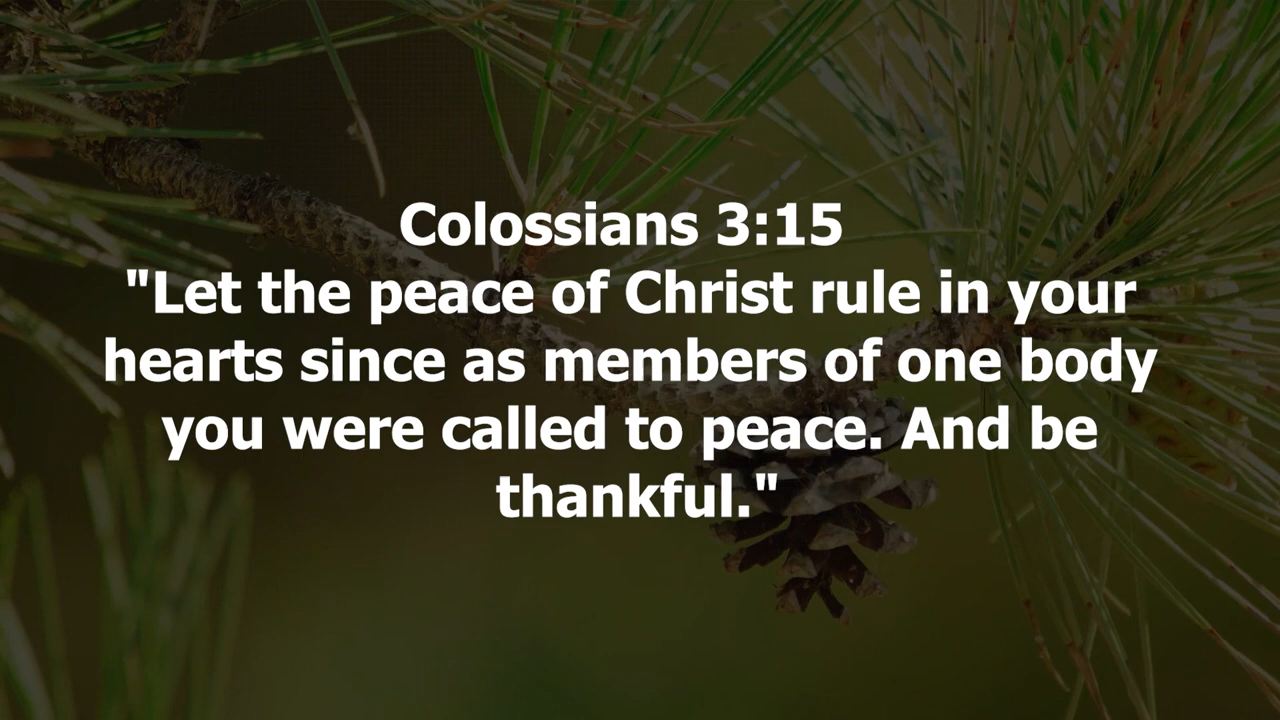 Colossians 3:15
"Let the peace of Christ rule in your
hearts since as members of one body
you were called to peace. And be
thankful."